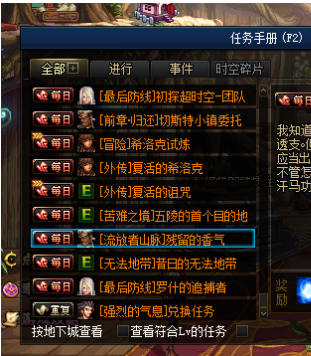 任务手册 (F2)
全部 进行 事件 时空碎片
每日 [最后防线]初探超时空-团队
每日 [前章·归还]切斯特小镇委托
每日 [冒险]希洛克试炼
每日 [外传]复活的希洛克
每日 E [外传]复活的诅咒
每日 E [苦难之境]五陵的首个目的地
每日 [流放者山脉]残留的香气
每日 E [无法地带]昔日的无法地带
每日 [最后防线]罗什的追捕者
重复 [强烈的气息]兑换任务
按地下城查看 查看符合Lv的任务
每日
我知道
透支。但
应当出
不管怎
汗马功
奖
励